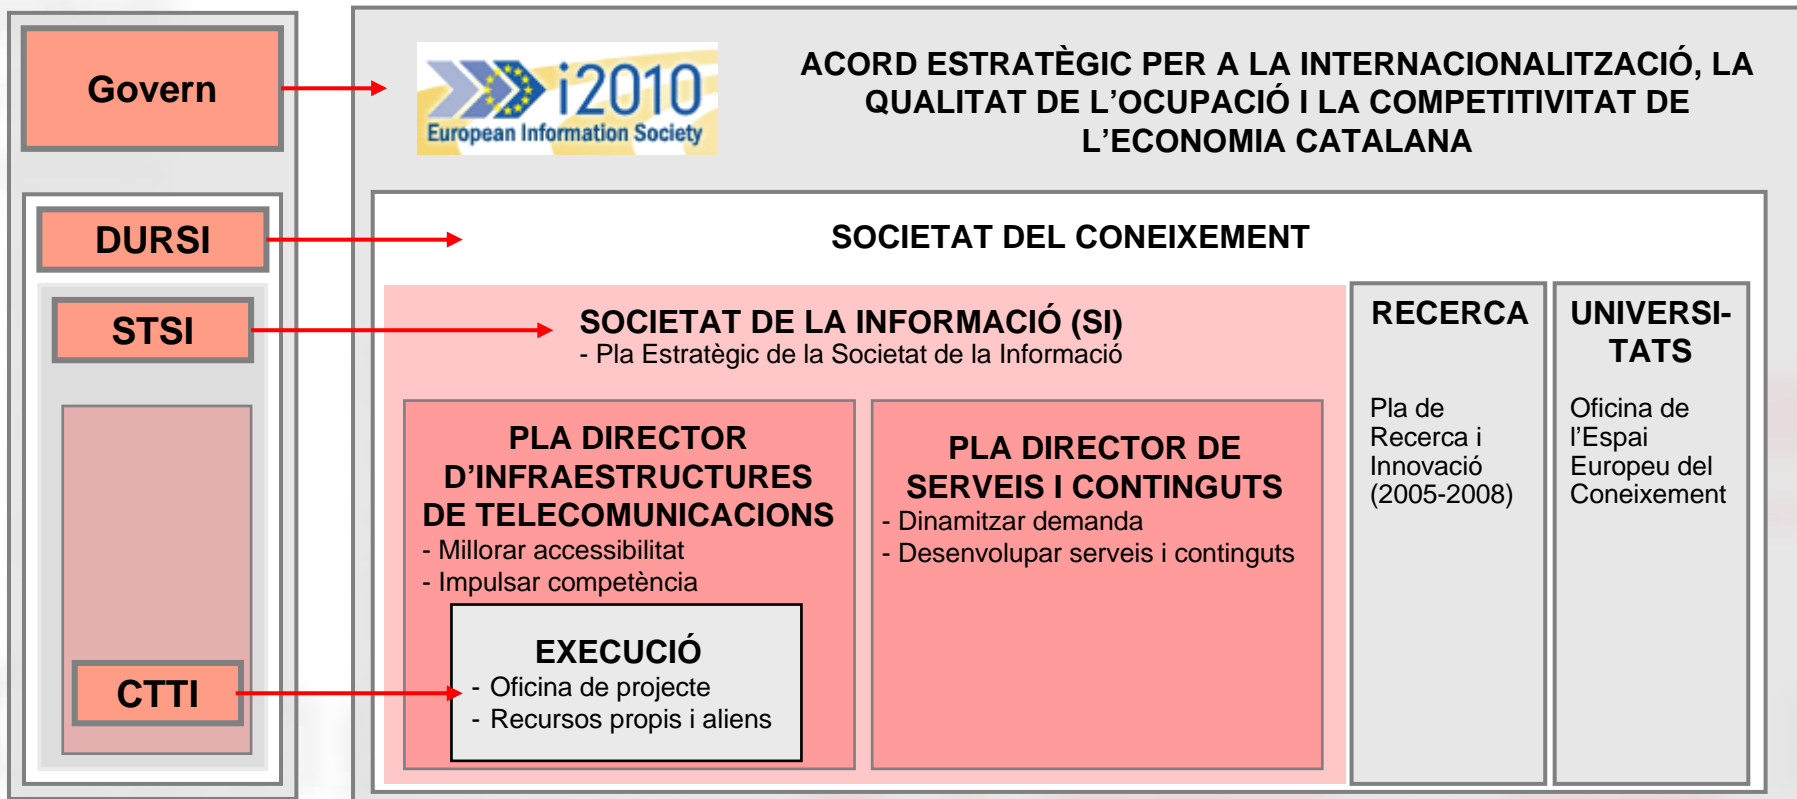 Govern
i2010
European Information Society
ACORD ESTRATÈGIC PER A LA INTERNACIONALITZACIÓ, LA
QUALITAT DE L’OCUPACIÓ I LA COMPETITIVITAT DE
L’ECONOMIA CATALANA
DURSI
SOCIETAT DEL CONEIXEMENT
STSI
SOCIETAT DE LA INFORMACIÓ (SI)
- Pla Estratègic de la Societat de la Informació
PLA DIRECTOR
D’INFRAESTRUCTURES
DE TELECOMUNICACIONS
- Millorar accessibilitat
- Impulsar competència
EXECUCIÓ
- Oficina de projecte
- Recursos propis i aliens
CTTI
PLA DIRECTOR DE
SERVEIS I CONTINGUTS
- Dinamitzar demanda
- Desenvolupar serveis i continguts
RECERCA
Pla de
Recerca i
Innovació
(2005-2008)
UNIVERSI-
TATS
Oficina de
l’Espai
Europeu del
Coneixement